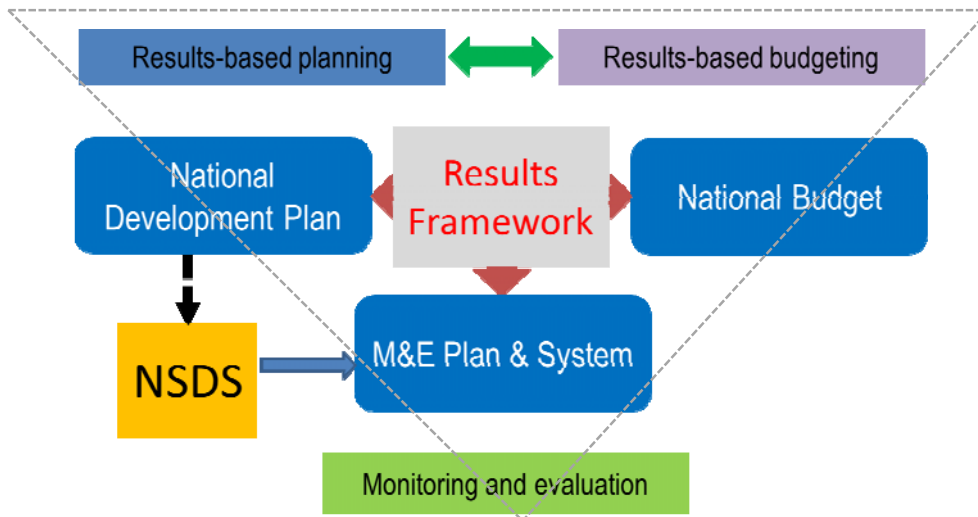 Results-based planning
Results-based budgeting
National
Development Plan
Results
Framework
National Budget
NSDS
M&E Plan & System
Monitoring and evaluation